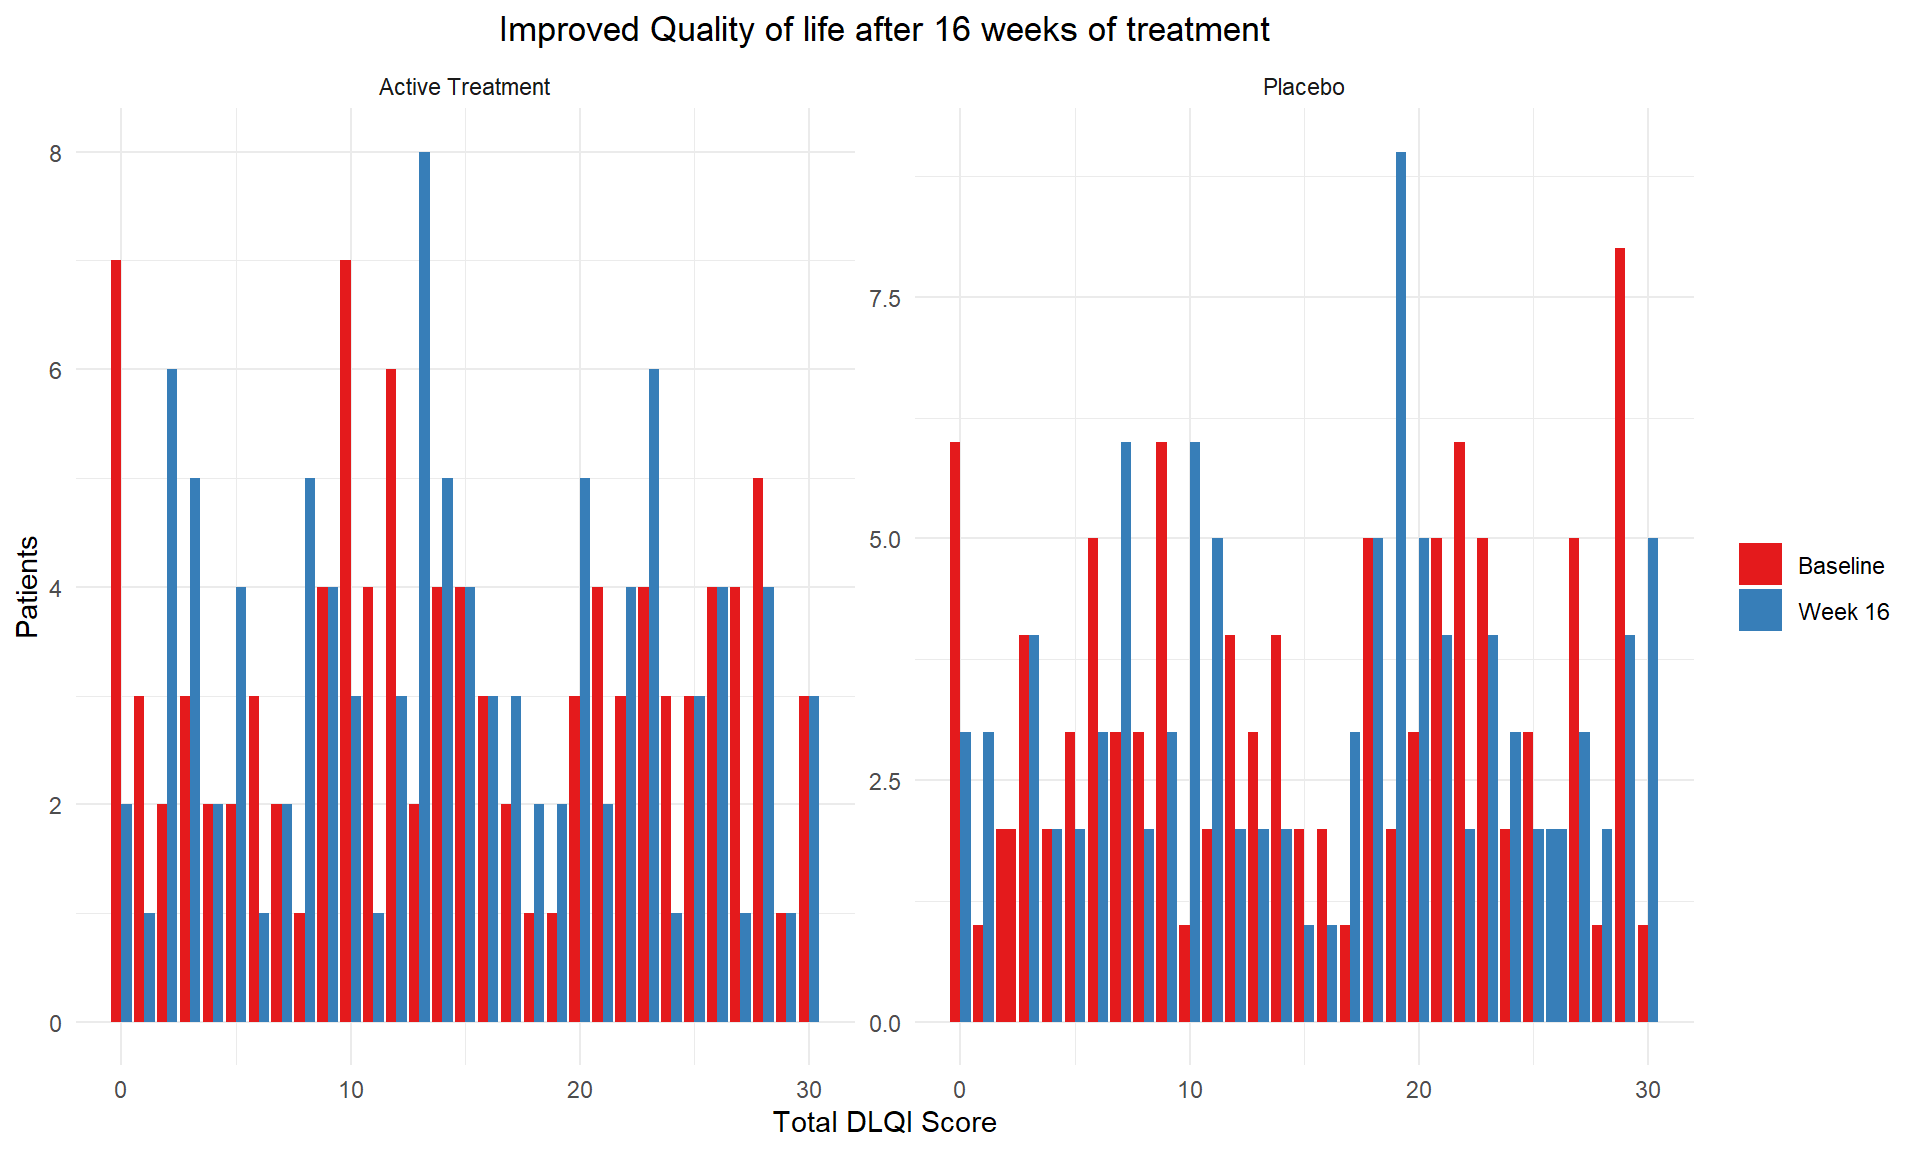 Improved Quality of life after 16 weeks of treatment
Active Treatment
Placebo
Patients
8
6
4
2
0
7.5
5.0
2.5
0.0
0 10 20 30
0 10 20 30
Total DLQI Score
Baseline
Week 16